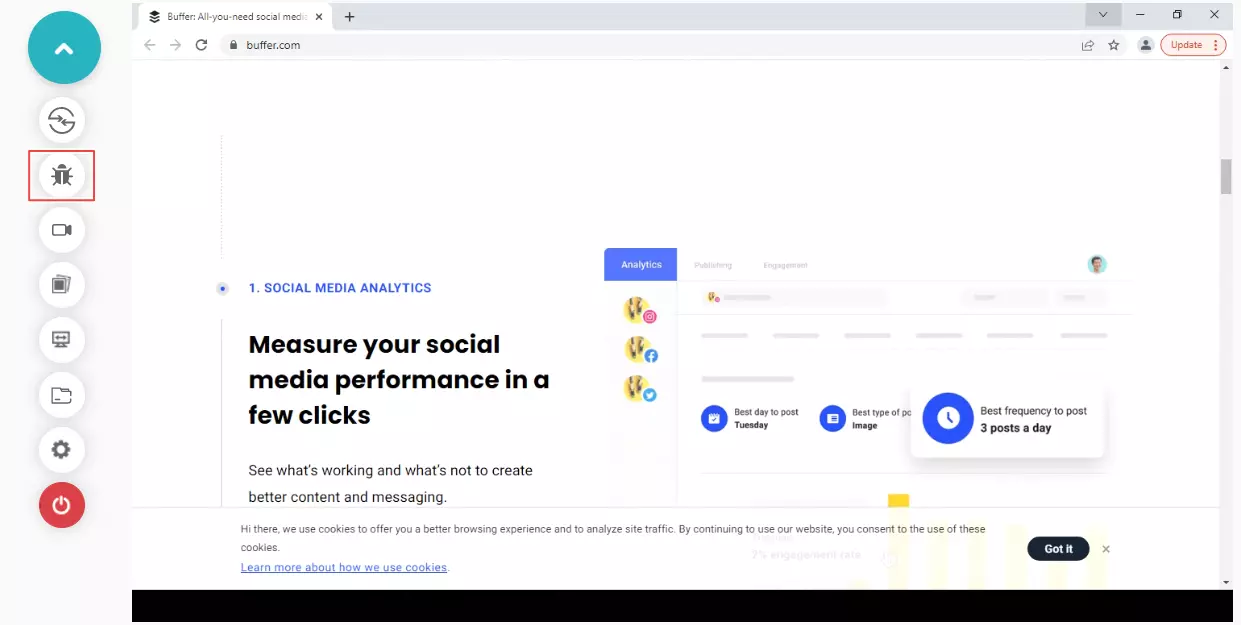 Buffer: All-you-need social medi
buffer.com
Update
Analytics
Publishing
Engagement
1. SOCIAL MEDIA ANALYTICS
Measure your social
media performance in a
few clicks
Best day to post
Tuesday
Best type of po
Image
Best frequency to post
3 posts a day
See what's working and what's not to create
better content and messaging.
Hi there, we use cookies to offer you a better browsing experience and to analyze site traffic. By continuing to use our website, you consent to the use of these
cookies.
Learn more about how we use cookies.
Got it
7% engagement rate